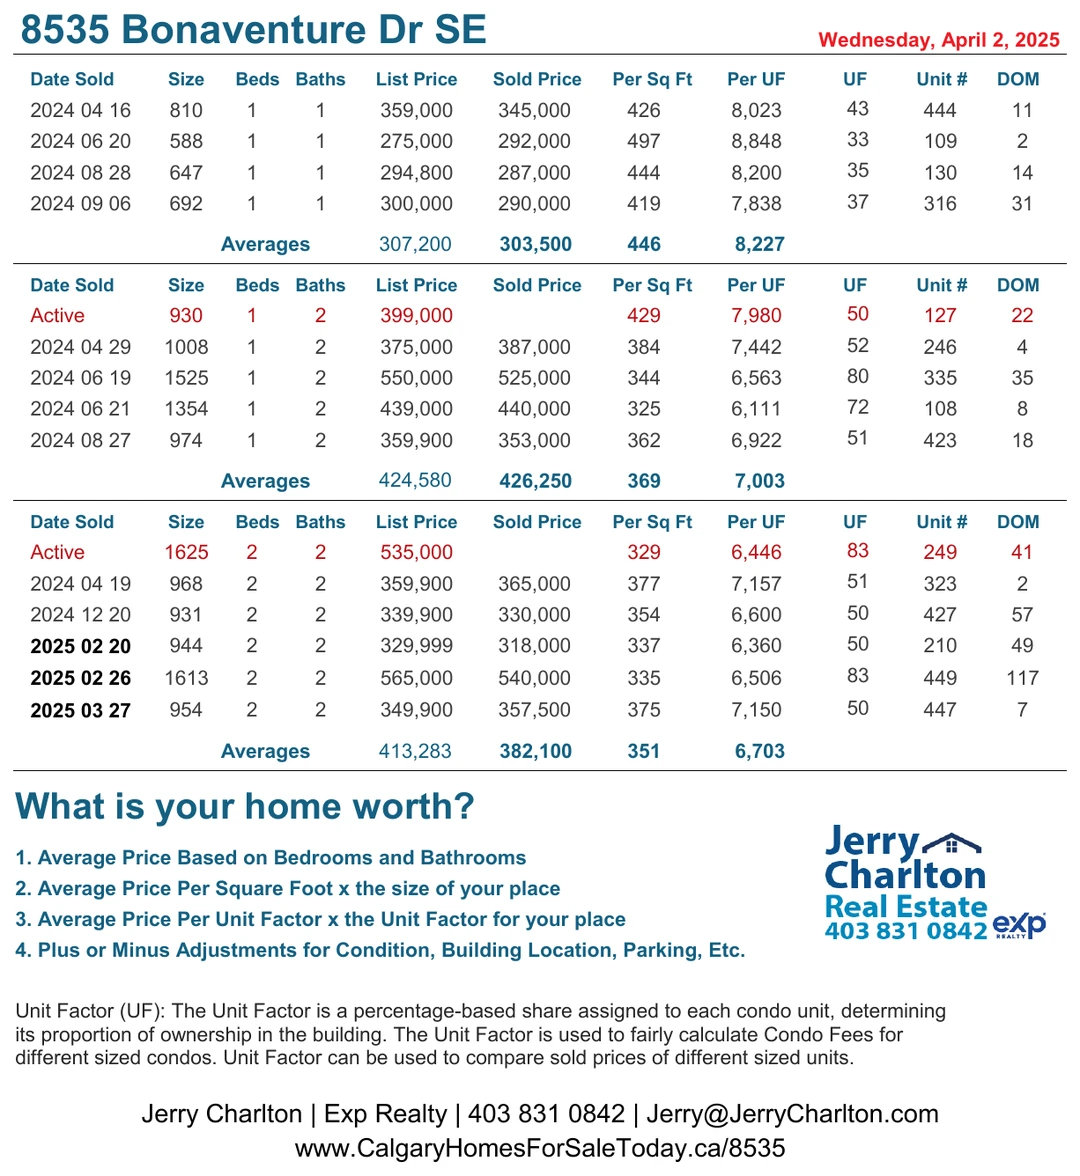 8535 Bonaventure Dr SE
Wednesday, April 2, 2025
Date Sold Size Beds Baths List Price Sold Price Per Sq Ft Per UF UF Unit # DOM
2024 04 16 810 1 1 359,000 345,000 426 8,023 43 444 11
2024 06 20 588 1 1 275,000 292,000 497 8,848 33 109 2
2024 08 28 647 1 1 294,800 287,000 444 8,200 35 130 14
2024 09 06 692 1 1 300,000 290,000 419 7,838 37 316 31
Averages 307,200 303,500 446 8,227
Date Sold Size Beds Baths List Price Sold Price Per Sq Ft Per UF UF Unit # DOM
Active 930 1 2 399,000 429 7,980 50 127 22
2024 04 29 1008 1 2 375,000 387,000 384 7,442 52 246 4
2024 06 19 1525 1 2 550,000 525,000 344 6,563 80 335 35
2024 06 21 1354 1 2 439,000 440,000 325 6,111 72 108 8
2024 08 27 974 1 2 359,900 353,000 362 6,922 51 423 18
Averages 424,580 426,250 369 7,003
Date Sold Size Beds Baths List Price Sold Price Per Sq Ft Per UF UF Unit # DOM
Active 1625 2 2 535,000 329 6,446 83 249 41
2024 04 19 968 2 2 359,900 365,000 377 7,157 51 323 2
2024 12 20 931 2 2 339,900 330,000 354 6,600 50 427 57
2025 02 20 944 2 2 329,999 318,000 337 6,360 50 210 49
2025 02 26 1613 2 2 565,000 540,000 335 6,506 83 449 117
2025 03 27 954 2 2 349,900 357,500 375 7,150 50 447 7
Averages 413,283 382,100 351 6,703
What is your home worth?
1. Average Price Based on Bedrooms and Bathrooms
2. Average Price Per Square Foot x the size of your place
3. Average Price Per Unit Factor x the Unit Factor for your place
4. Plus or Minus Adjustments for Condition, Building Location, Parking, Etc.
Jerry
Charlton
Real Estate
403 831 0842 exp
REALTY
Unit Factor (UF): The Unit Factor is a percentage-based share assigned to each condo unit, determining
its proportion of ownership in the building. The Unit Factor is used to fairly calculate Condo Fees for
different sized condos. Unit Factor can be used to compare sold prices of different sized units.
Jerry Charlton | Exp Realty | 403 831 0842 | Jerry@JerryCharlton.com
www.CalgaryHomesForSaleToday.ca/8535